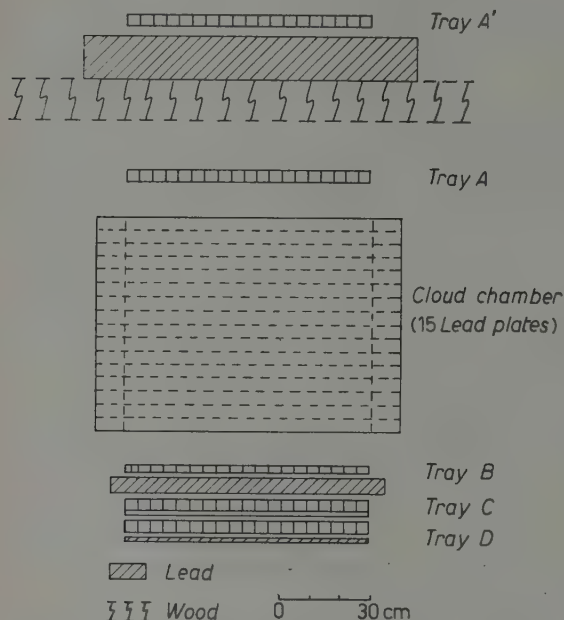 Tray A'
Tray A
Cloud chamber
(15 Lead plates)
Tray B
Tray C
Tray D
Lead
Wood
0 30 cm